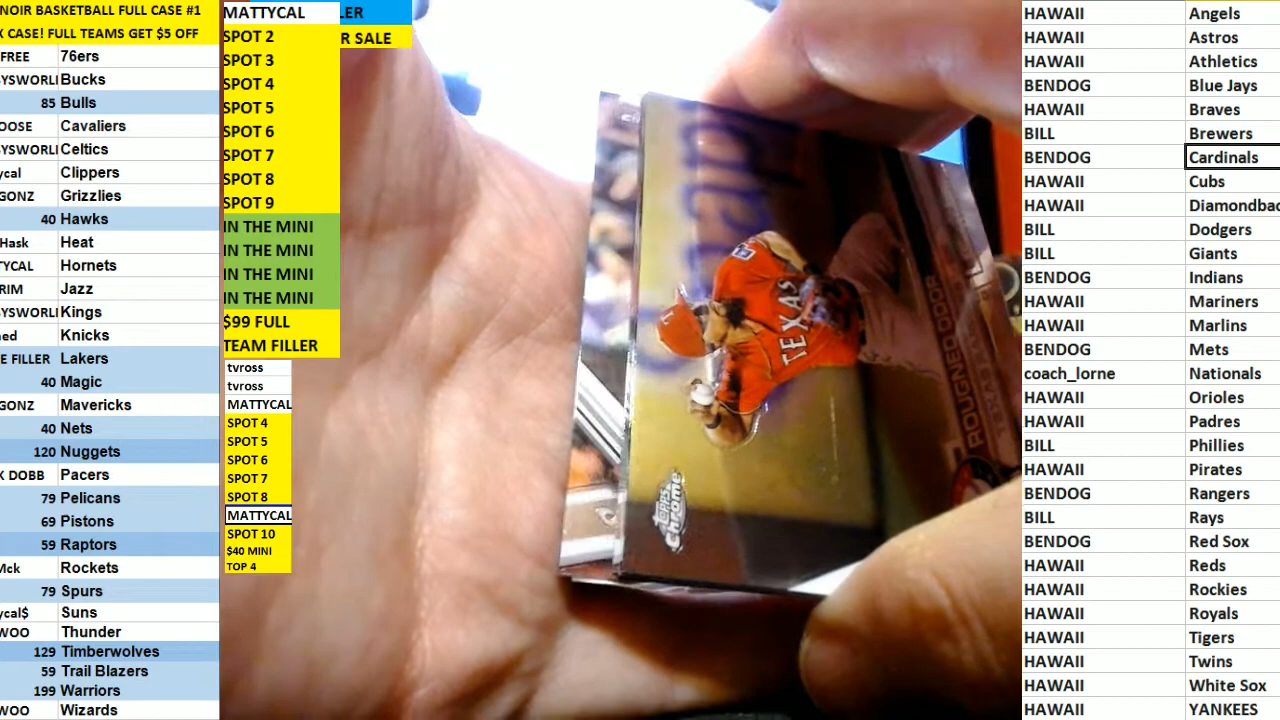 NOIR BASKETBALL FULL CASE #1
CASE! FULL TEAMS GET $5 OFF
FREE 76ers
Bucks
85 Bulls
OOSE Cavaliers
Celtics
ycal Clippers
GONZ Grizzlies
40 Hawks
Hask Heat
TYCAL Hornets
RIM Jazz
Kings
ned Knicks
E FILLER Lakers
40 Magic
GONZ Mavericks
40 Nets
120 Nuggets
K DOBB Pacers
79 Pelicans
69 Pistons
59 Raptors
Mck Rockets
79 Spurs
ycal$ Suns
WOO Thunder
129 Timberwolves
59 Trail Blazers
199 Warriors
WOO Wizards
MATTYCAL LER
SPOT 2 R SALE
SPOT 3
SPOT 4
SPOT 5
SPOT 6
SPOT 7
SPOT 8
SPOT 9
IN THE MINI
IN THE MINI
IN THE MINI
IN THE MINI
$99 FULL
TEAM FILLER
tvross
tvross
MATTYCAL
SPOT 4
SPOT 5
SPOT 6
SPOT 7
SPOT 8
MATTYCAL
SPOT 10
$40 MINI
TOP 4
TEXAS
TOPPS
chrome
ROUGNED ODOR
HAWAII Angels
HAWAII Astros
HAWAII Athletics
BENDOG Blue Jays
HAWAII Braves
BILL Brewers
BENDOG Cardinals
HAWAII Cubs
HAWAII Diamondbac
BILL Dodgers
BILL Giants
BENDOG Indians
HAWAII Mariners
HAWAII Marlins
BENDOG Mets
coach_lorne Nationals
HAWAII Orioles
HAWAII Padres
BILL Phillies
HAWAII Pirates
BENDOG Rangers
BILL Rays
BENDOG Red Sox
HAWAII Reds
HAWAII Rockies
HAWAII Royals
HAWAII Tigers
HAWAII Twins
HAWAII White Sox
HAWAII YANKEES